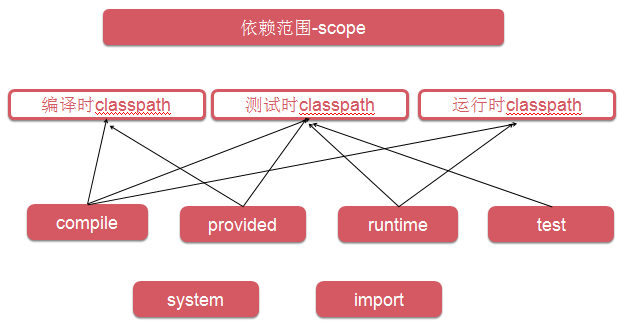 依赖范围-scope
编译时classpath
测试时classpath
运行时classpath
compile
provided
runtime
test
system
import